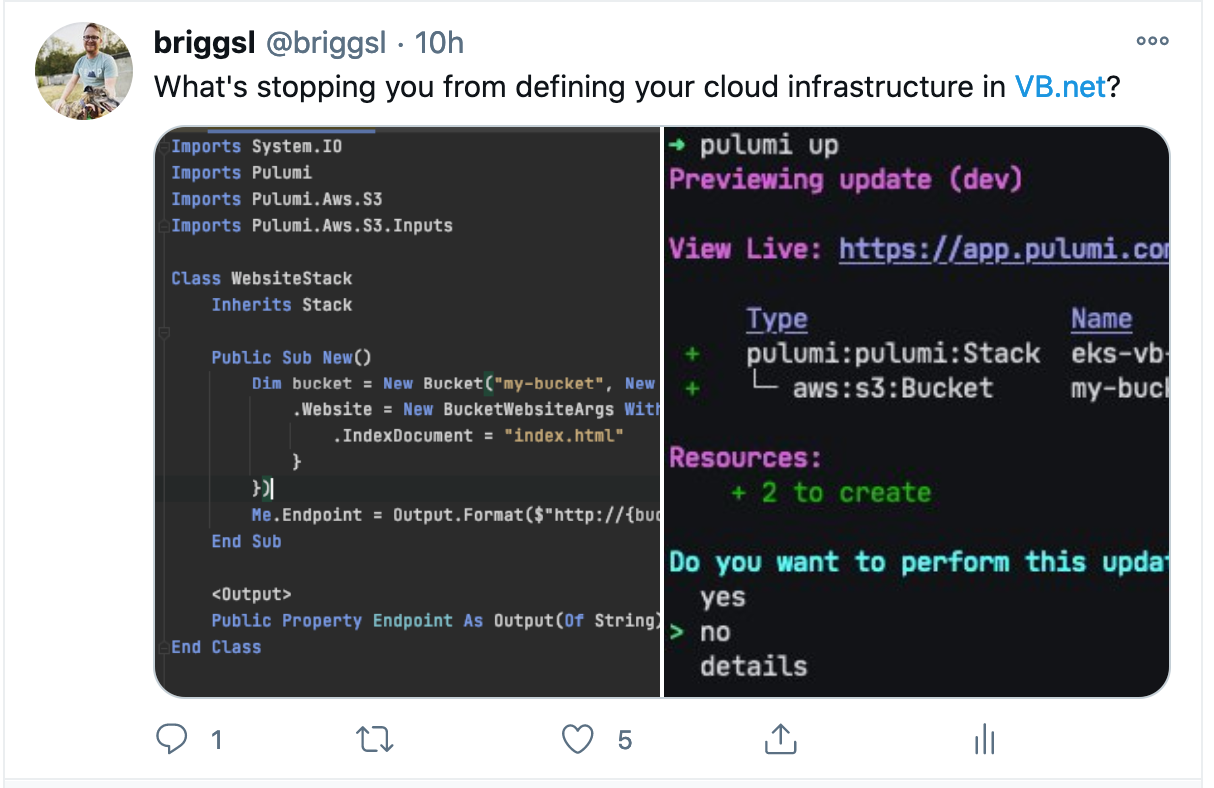 briggsl @briggsl · 10h
What's stopping you from defining your cloud infrastructure in VB.net?
Imports System.IO
Imports Pulumi
Imports Pulumi.Aws.S3
Imports Pulumi.Aws.S3.Inputs
Class WebsiteStack
Inherits Stack
Public Sub New()
Dim bucket = New Bucket("my-bucket", New
.Website = New BucketWebsiteArgs With
.IndexDocument = "index.html"
}
})
Me.Endpoint = Output.Format($"http://{buc
End Sub
<Output>
Public Property Endpoint As Output(Of String)
End Class
→ pulumi up
Previewing update (dev)
View Live: https://app.pulumi.com
Type Name
+ pulumi:pulumi:Stack eks-vb-
+ └─ aws:s3:Bucket my-buck
Resources:
+ 2 to create
Do you want to perform this updat
yes
> no
details
1 5